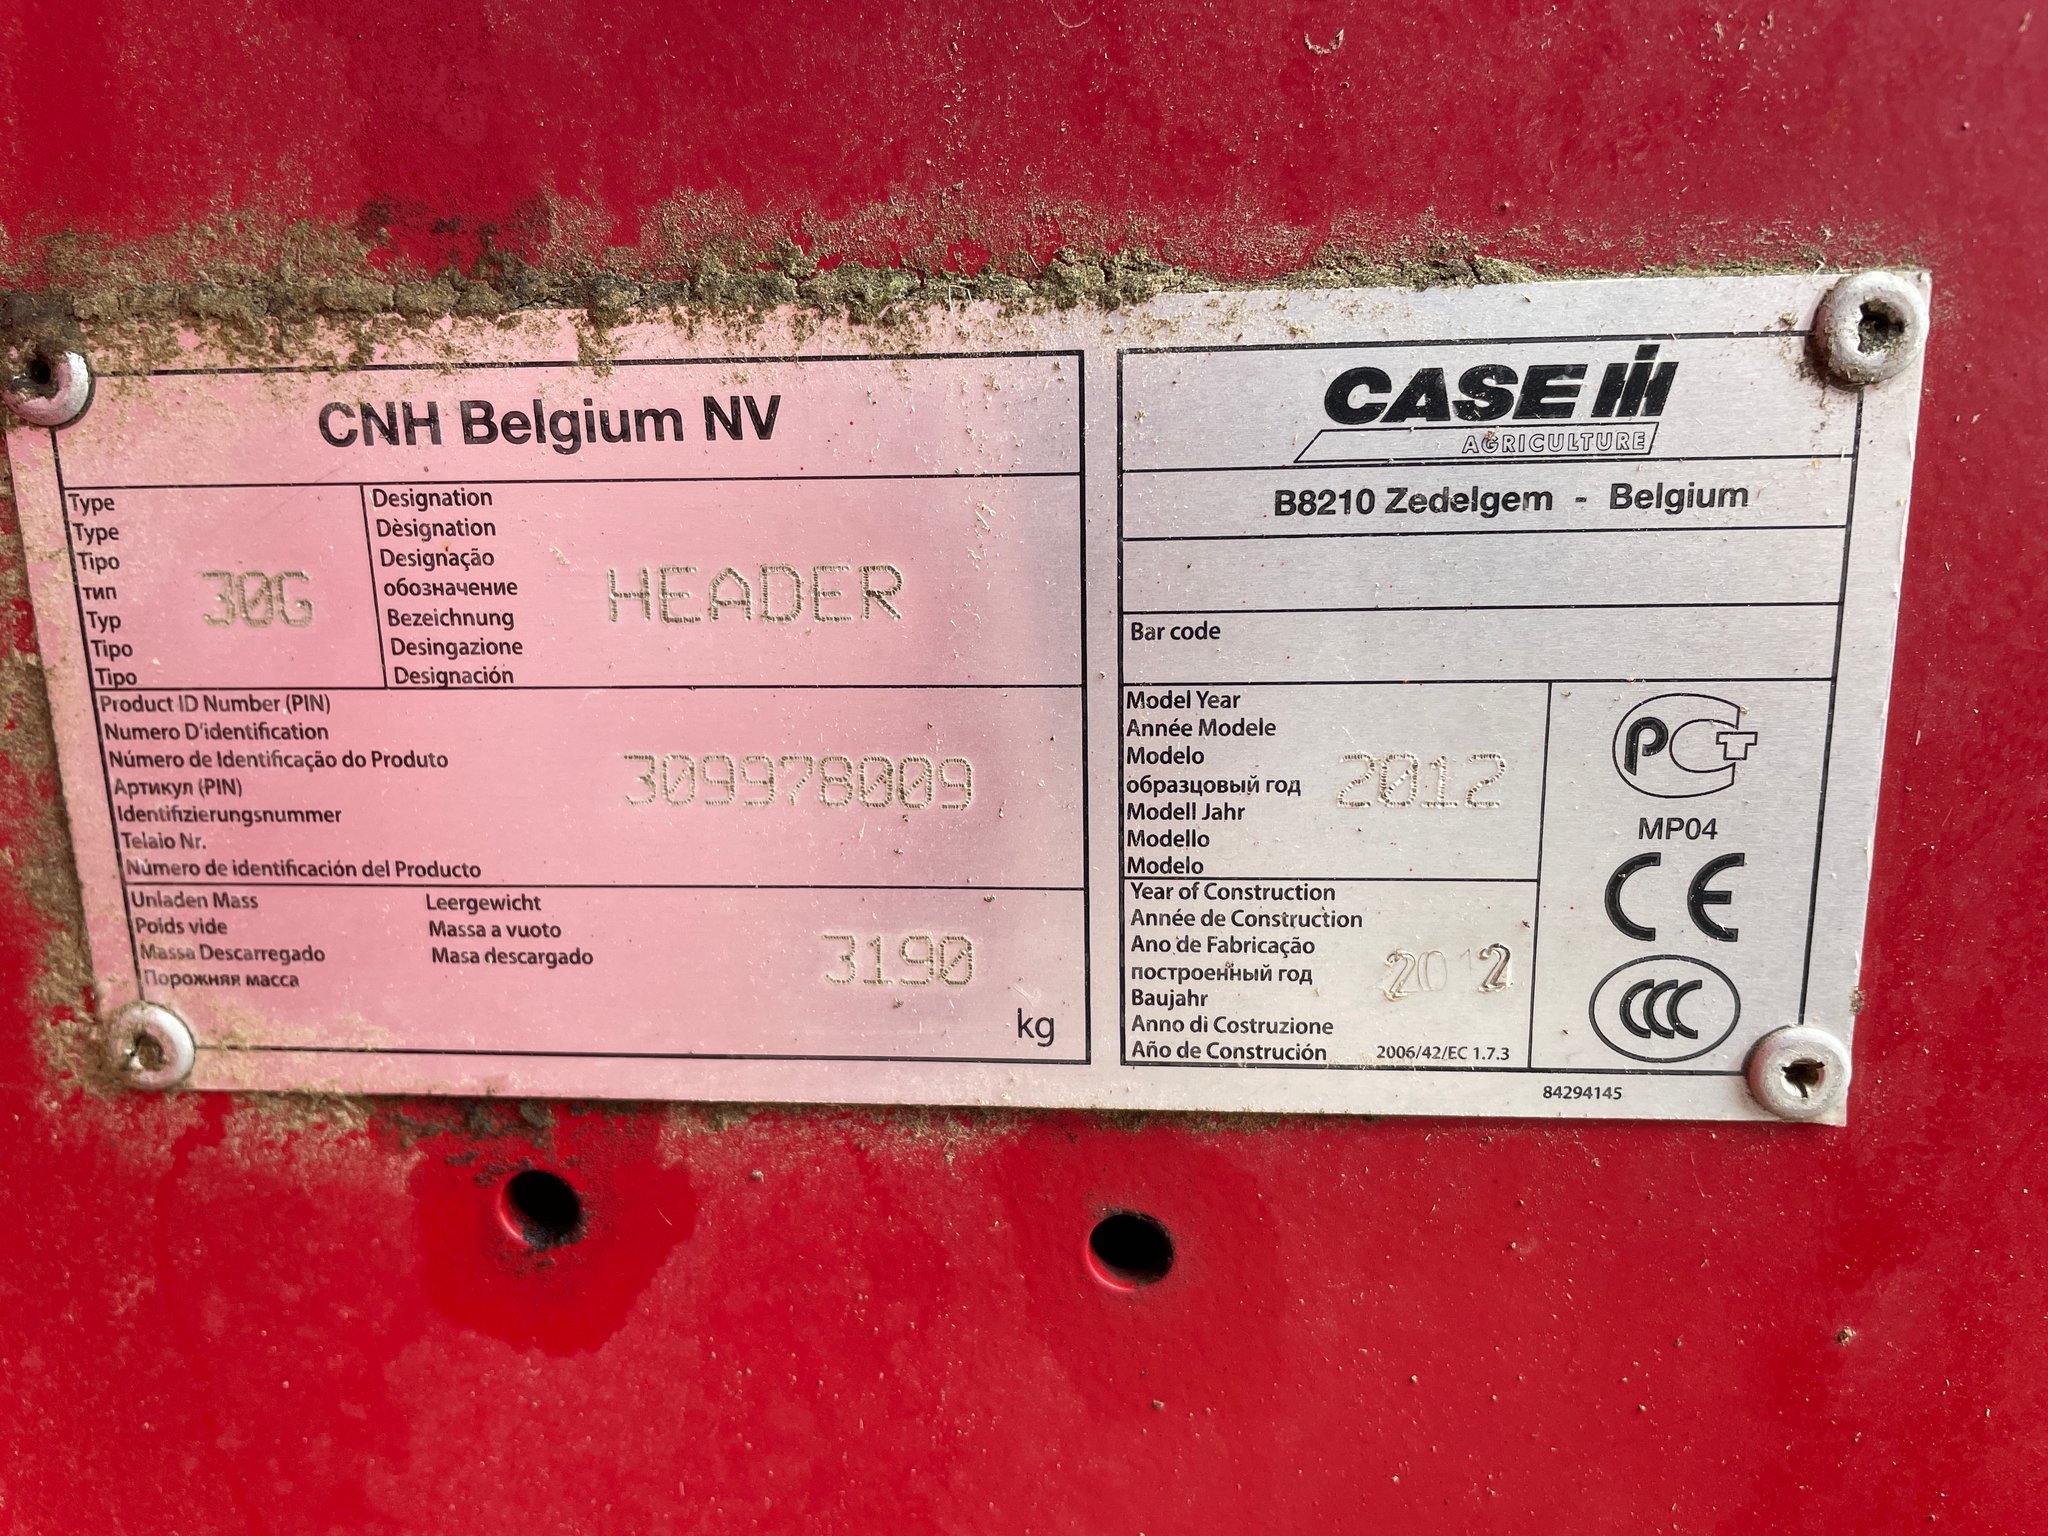 CNH Belgium NV
Type
Type
Tipo
тип
Typ
Tipo
Tipo
30G
Designation
Dèsignation
Designação
обозначение
Bezeichnung
Desingazione
Designación
HEADER
Product ID Number (PIN)
Numero D'identification
Número de Identificação do Produto
Артикул (PIN)
Identifizierungsnummer
Telaio Nr.
Número de identificación del Producto
309978009
Unladen Mass
Poids vide
Massa Descarregado
Порожняя масса
Leergewicht
Massa a vuoto
Masa descargado
3190
kg
CASE IH
AGRICULTURE
B8210 Zedelgem - Belgium
Bar code
Model Year
Année Modele
Modelo
образцовый год
Modell Jahr
Modello
Modelo
2012
Year of Construction
Année de Construction
Ano de Fabricação
построенный год
Baujahr
Anno di Costruzione
Año de Construción
2012
2006/42/EC 1.7.3
PCT
MP04
CE
CCC
84294145